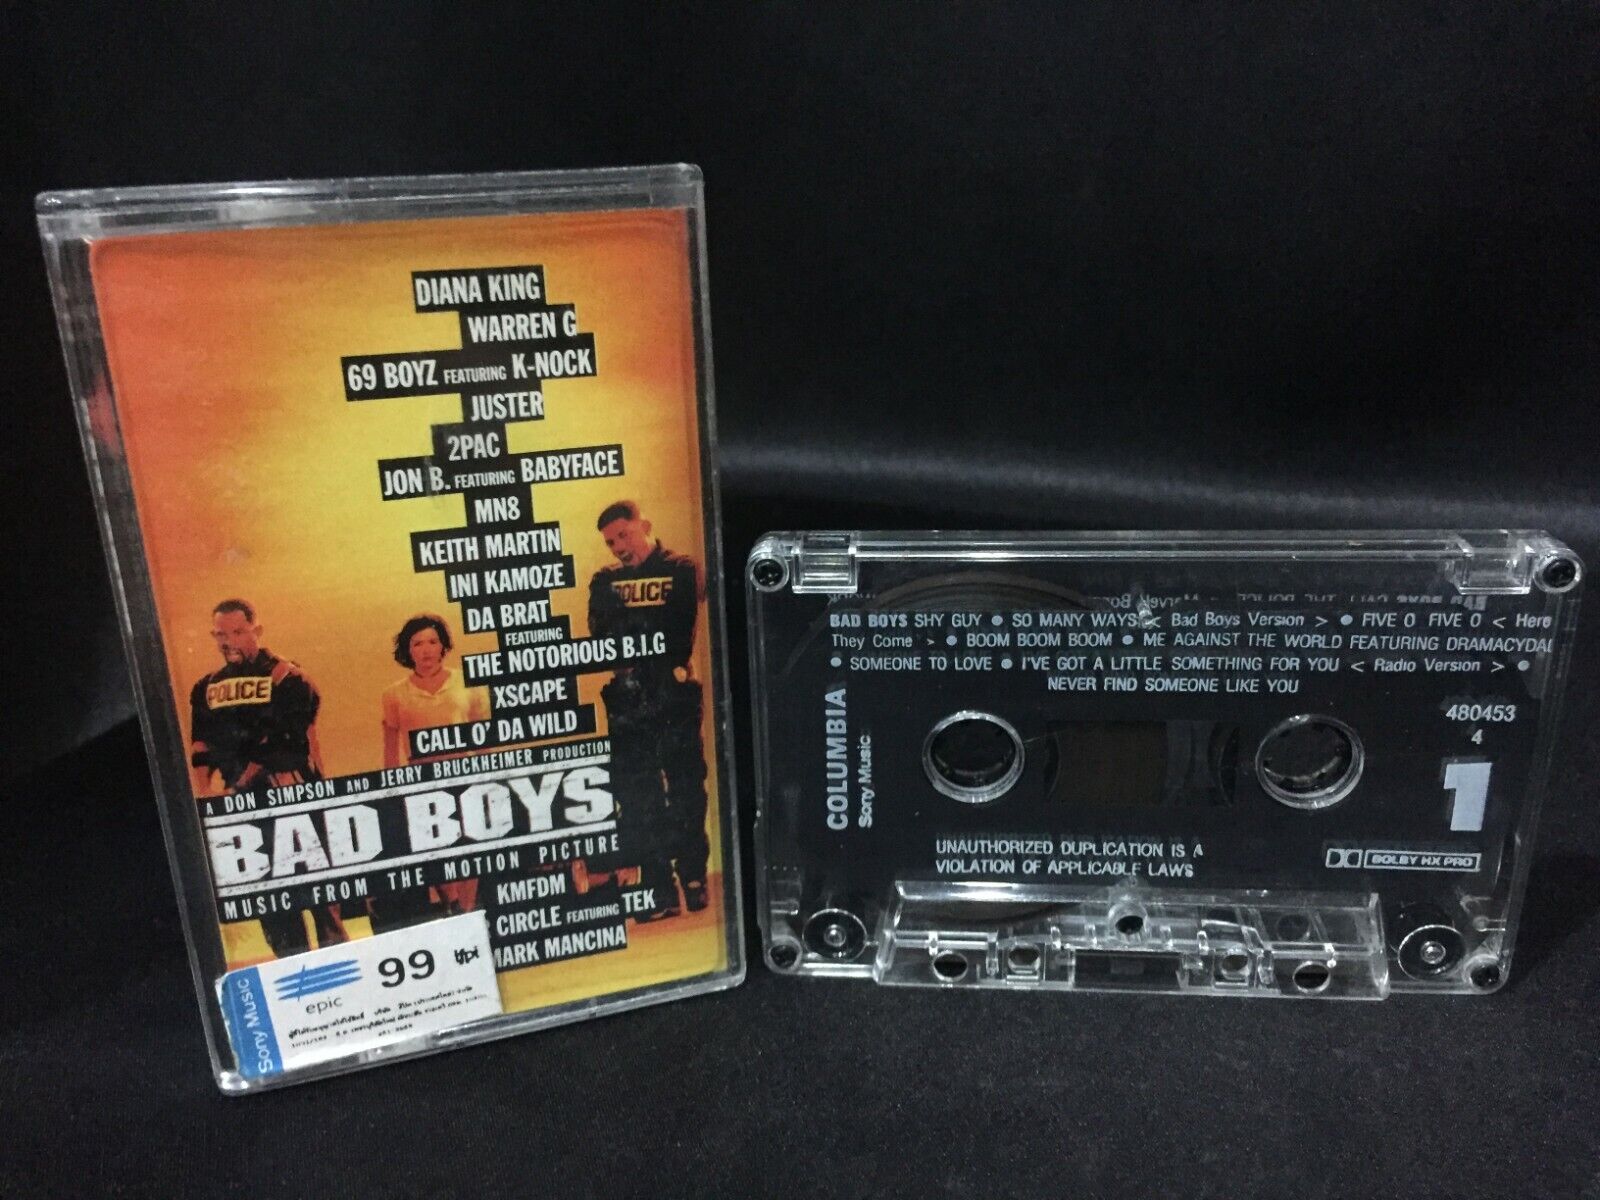 DIANA KING
WARREN G
69 BOYZ FEATURING K-NOCK
JUSTER
2PAC
JON B. FEATURING BABYFACE
MN8
KEITH MARTIN
INI KAMOZE
DA BRAT
FEATURING
THE NOTORIOUS B.I.G
XSCAPE
CALL O' DA WILD
POLICE
POLICE
A DON SIMPSON AND JERRY BRUCKHEIMER PRODUCTION
BAD BOYS
MUSIC FROM THE MOTION PICTURE
KMFDM
CIRCLE FEATURING TEK
MARK MANCINA
Sony Music
epic
99
ifpi
BAD BOYS SHY GUY • SO MANY WAYS < Bad Boys Version > • FIVE O FIVE O < Here
They Come > • BOOM BOOM BOOM • ME AGAINST THE WORLD FEATURING DRAMACYDAL
• SOMEONE TO LOVE • I'VE GOT A LITTLE SOMETHING FOR YOU < Radio Version > •
NEVER FIND SOMEONE LIKE YOU
COLUMBIA
Sony Music
480453
4
1
UNAUTHORIZED DUPLICATION IS A
VIOLATION OF APPLICABLE LAWS
DOLBY HX PRO